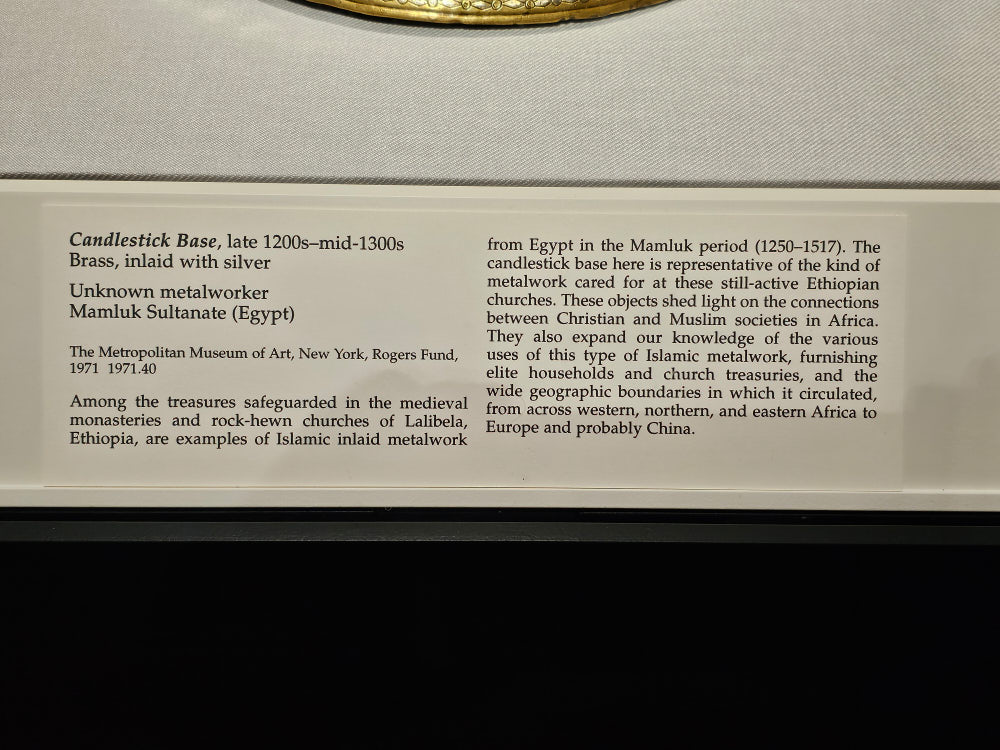 Candlestick Base, late 1200s–mid-1300s
Brass, inlaid with silver
Unknown metalworker
Mamluk Sultanate (Egypt)
The Metropolitan Museum of Art, New York, Rogers Fund,
1971 1971.40
Among the treasures safeguarded in the medieval
monasteries and rock-hewn churches of Lalibela,
Ethiopia, are examples of Islamic inlaid metalwork
from Egypt in the Mamluk period (1250–1517). The
candlestick base here is representative of the kind of
metalwork cared for at these still-active Ethiopian
churches. These objects shed light on the connections
between Christian and Muslim societies in Africa.
They also expand our knowledge of the various
uses of this type of Islamic metalwork, furnishing
elite households and church treasuries, and the
wide geographic boundaries in which it circulated,
from across western, northern, and eastern Africa to
Europe and probably China.